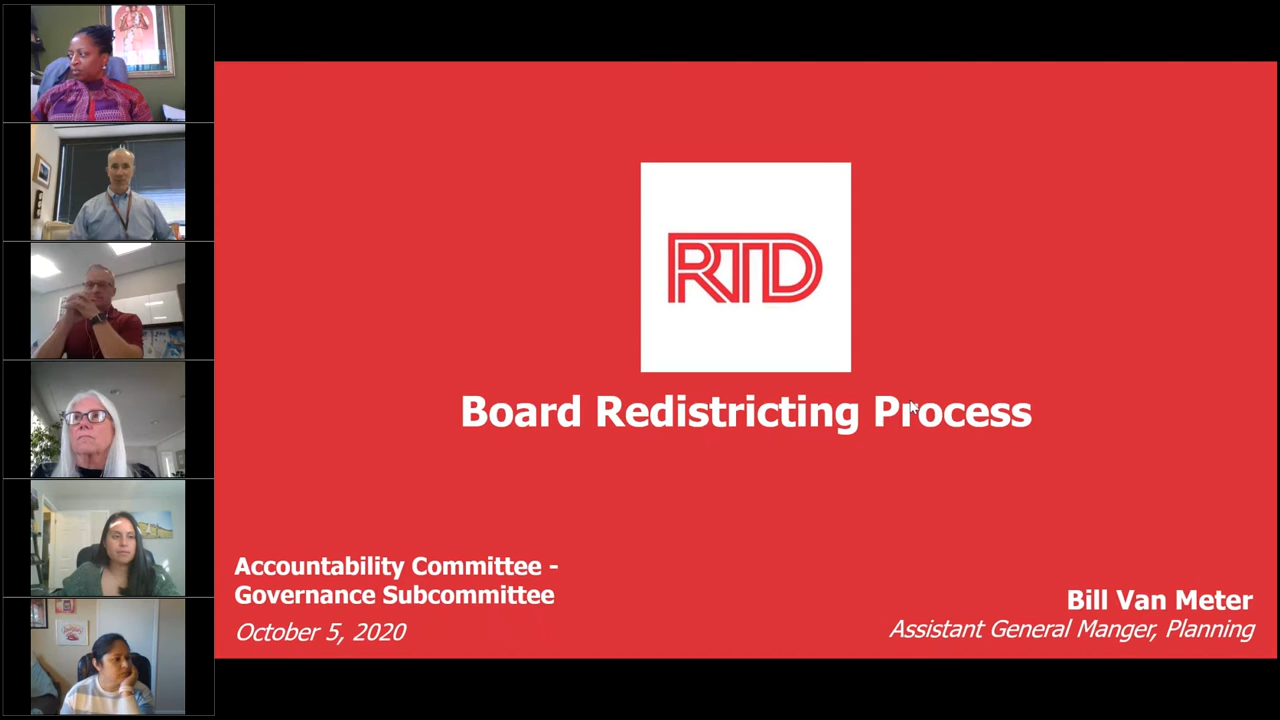 RTD
Board Redistricting Process
Accountability Committee -
Governance Subcommittee
October 5, 2020
Bill Van Meter
Assistant General Manger, Planning